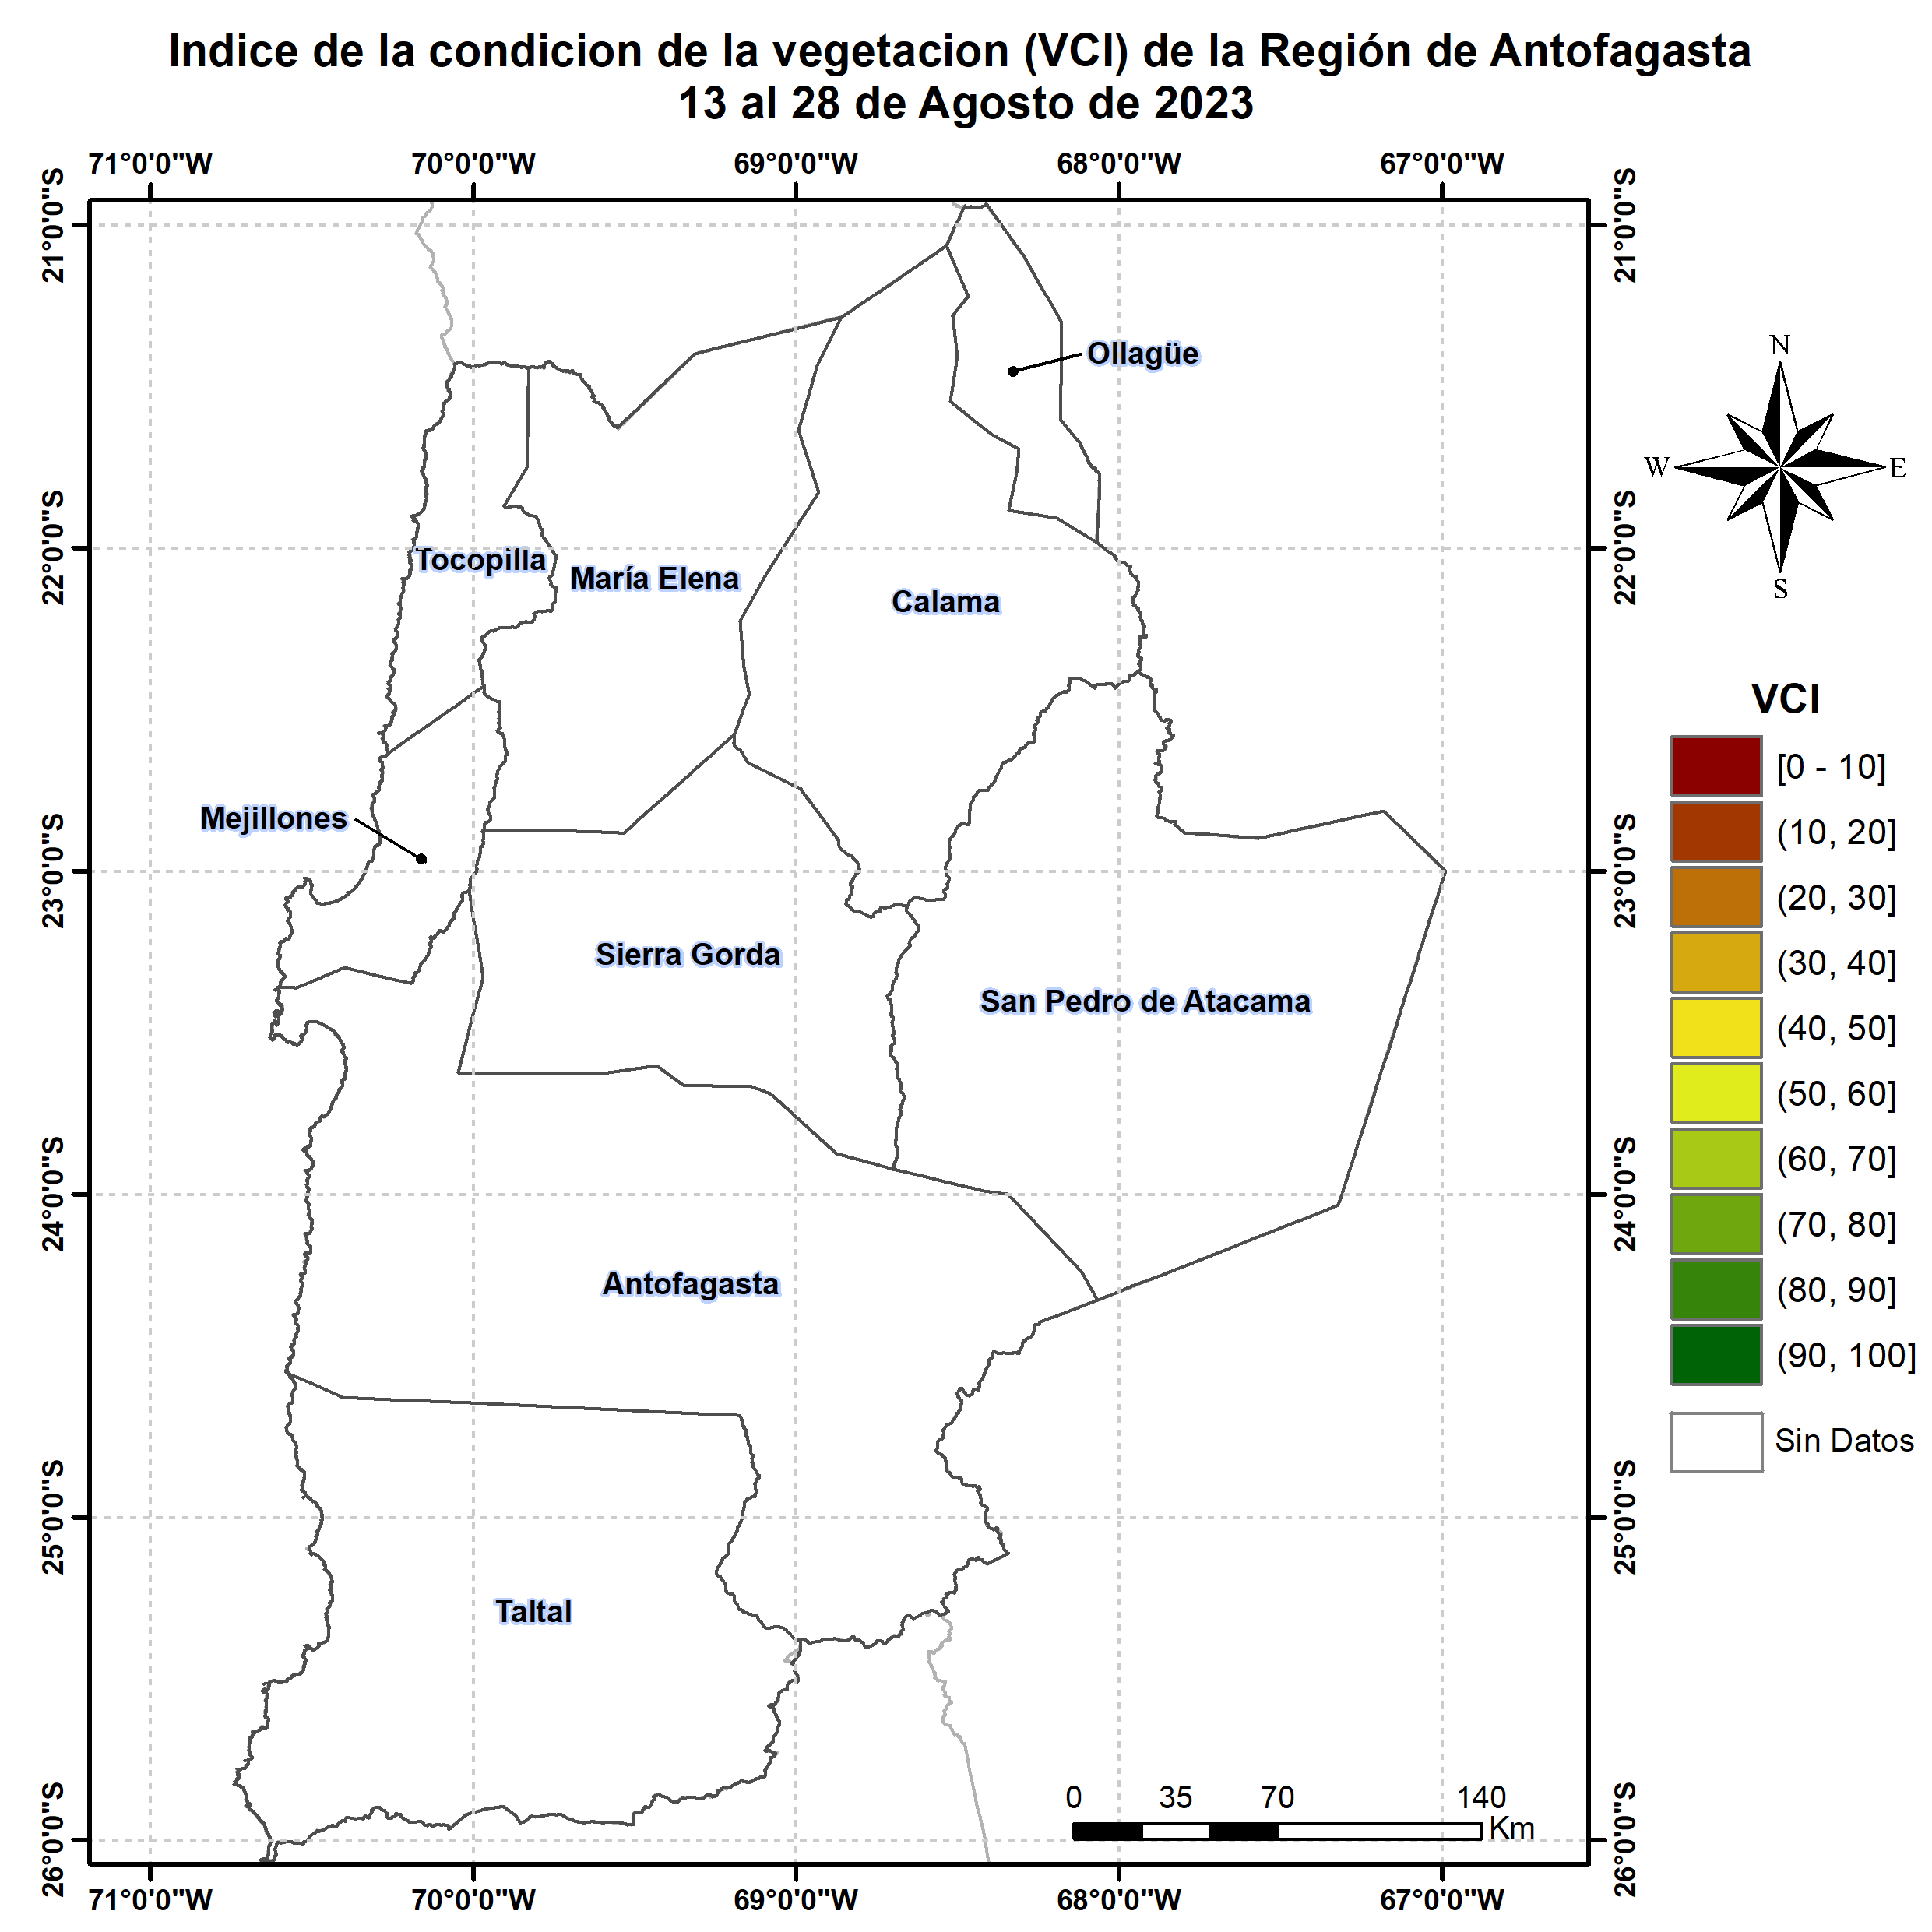 Indice de la condicion de la vegetacion (VCI) de la Región de Antofagasta
13 al 28 de Agosto de 2023
71°0'0"W 70°0'0"W 69°0'0"W 68°0'0"W 67°0'0"W
21°0'0"S
21°0'0"S
22°0'0"S
22°0'0"S
23°0'0"S
23°0'0"S
24°0'0"S
24°0'0"S
25°0'0"S
25°0'0"S
26°0'0"S
26°0'0"S
Ollagüe
Tocopilla
María Elena
Calama
Mejillones
Sierra Gorda
San Pedro de Atacama
Antofagasta
Taltal
N
W
E
S
VCI
[0 - 10]
(10, 20]
(20, 30]
(30, 40]
(40, 50]
(50, 60]
(60, 70]
(70, 80]
(80, 90]
(90, 100]
Sin Datos
0 35 70 140
Km
71°0'0"W 70°0'0"W 69°0'0"W 68°0'0"W 67°0'0"W